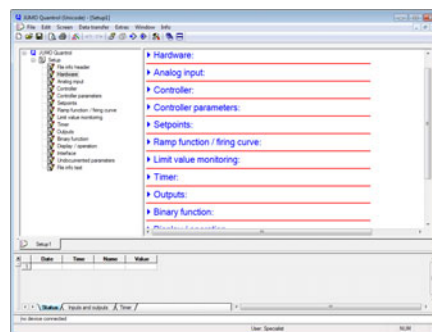 JUMO Quantrol (Unicode) - [Setup1]
File Edit Screen Data transfer Extras Window Info
JUMO Quantrol
Setup
File info header
Hardware
Analog input
Controller
Controller parameters
Setpoints
Ramp function / firing curve
Limit value monitoring
Timer
Outputs
Binary function
Display / operation
Interface
Undocumented parameters
File info text
Hardware:
Analog input:
Controller:
Controller parameters:
Setpoints:
Ramp function / firing curve:
Limit value monitoring:
Timer:
Outputs:
Binary function:
Display / operation
Setup1
Date Time Name Value
1
Status Inputs and outputs Timer
no device connected
User: Specialist NUM